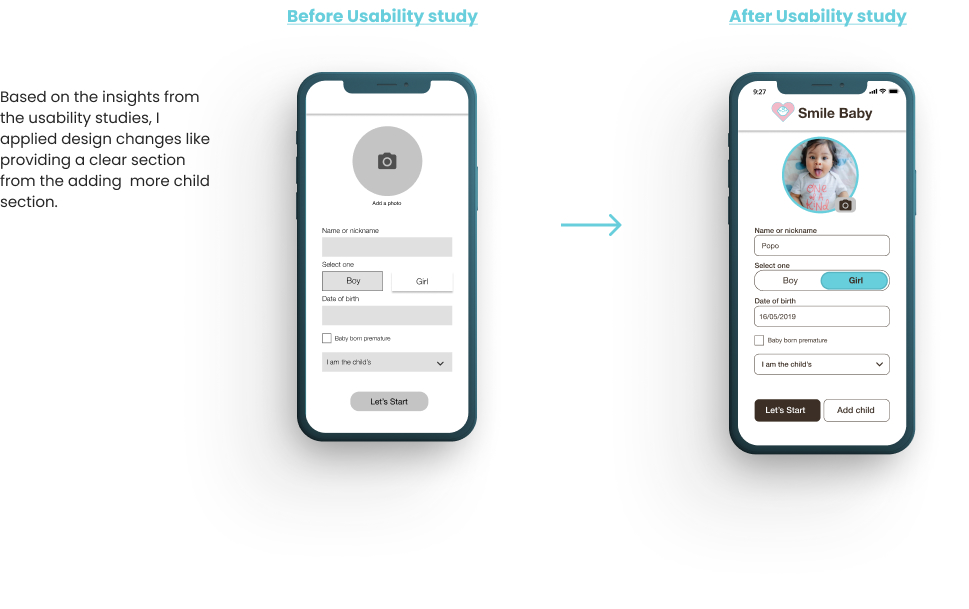 Before Usability study
After Usability study
Based on the insights from
the usability studies, I
applied design changes like
providing a clear section
from the adding  more child
section.
Add a photo
Name or nickname
Select one
Boy
Girl
Date of birth
Baby born premature
I am the child's
Let's Start
9:27
Smile Baby
ONE
OF A
KIND
Name or nickname
Popo
Select one
Boy
Girl
Date of birth
16/05/2019
Baby born premature
I am the child's
Let's Start
Add child